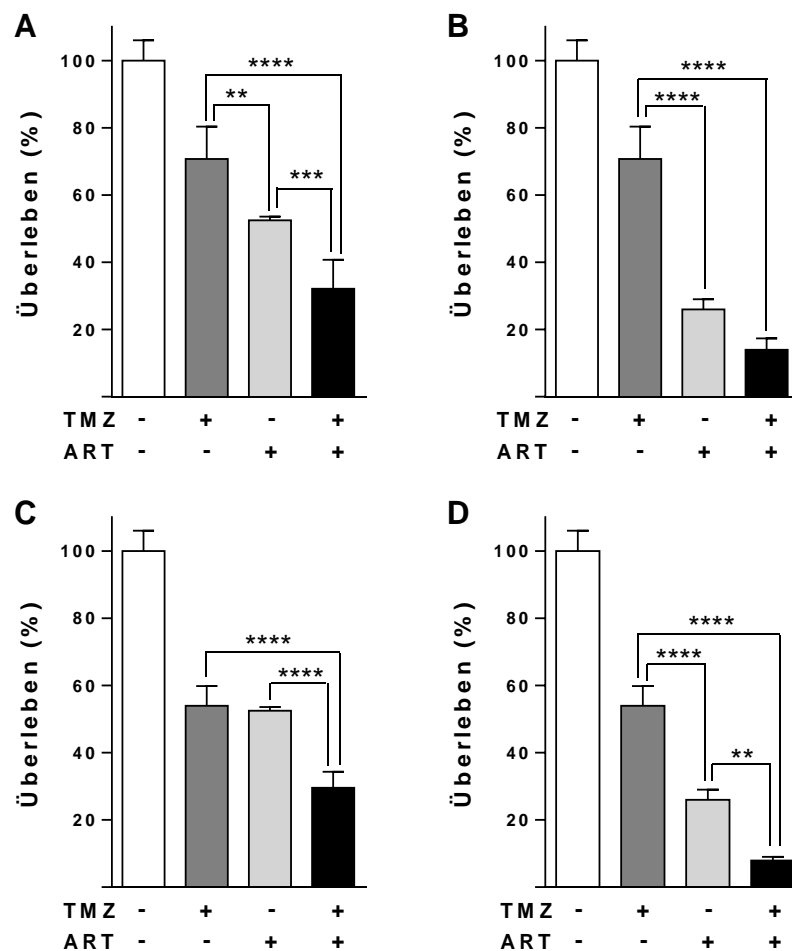 A
Überleben (%)
100
80
60
40
20
****
**
***
TMZ - + - +
ART - - + +
B
Überleben (%)
100
80
60
40
20
****
****
TMZ - + - +
ART - - + +
C
Überleben (%)
100
80
60
40
20
****
****
TMZ - + - +
ART - - + +
D
Überleben (%)
100
80
60
40
20
****
****
**
TMZ - + - +
ART - - + +